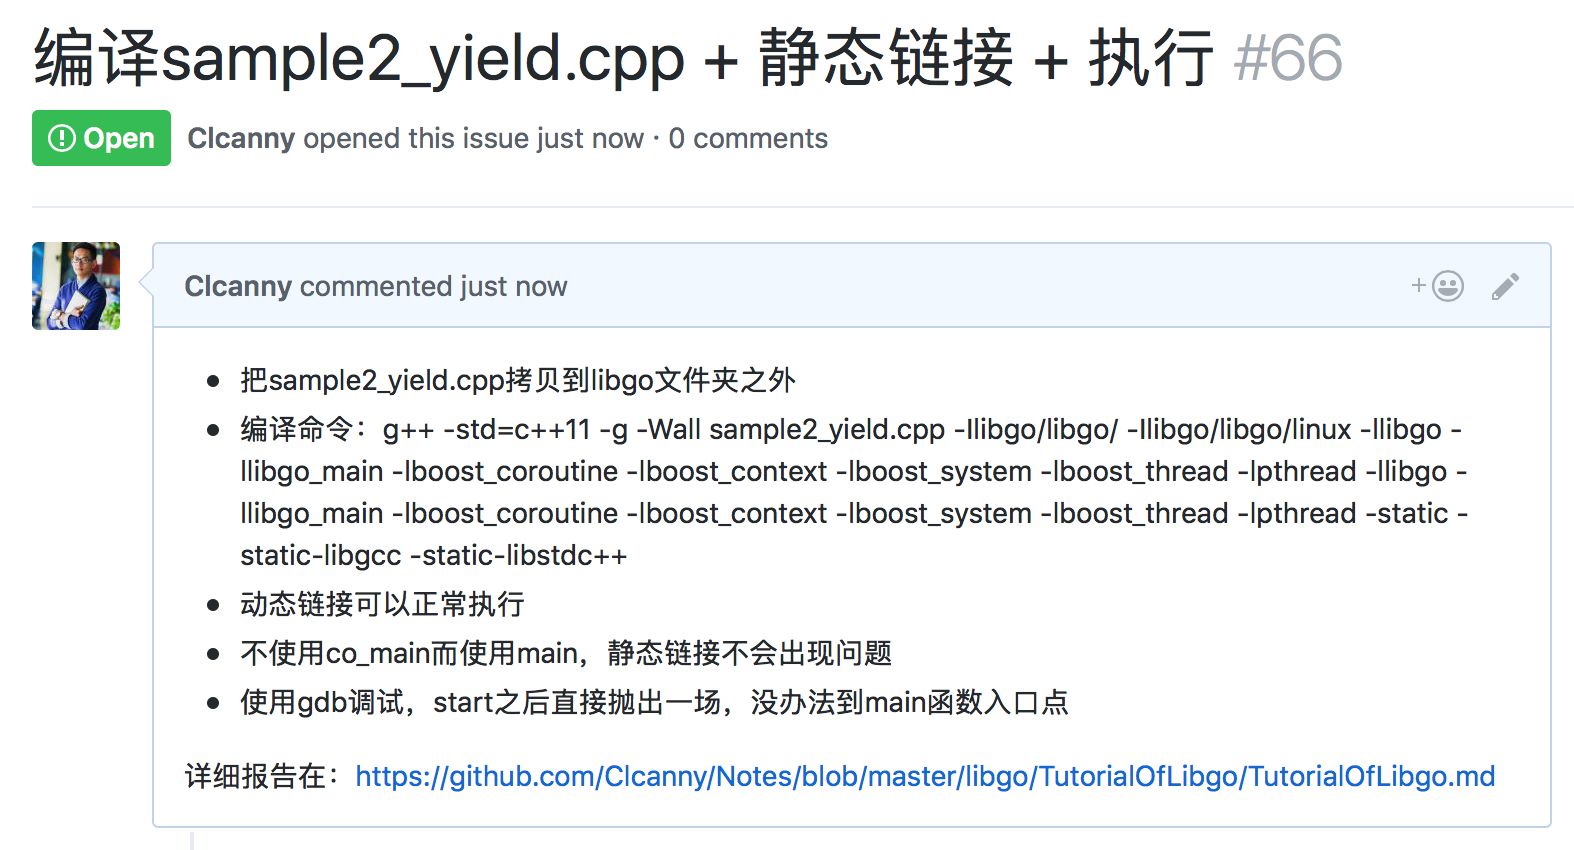 编译sample2_yield.cpp + 静态链接 + 执行 #66
Open Clcanny opened this issue just now · 0 comments
Clcanny commented just now
把sample2_yield.cpp拷贝到libgo文件夹之外
编译命令：g++ -std=c++11 -g -Wall sample2_yield.cpp -Ilibgo/libgo/ -Ilibgo/libgo/linux -llibgo -
llibgo_main -lboost_coroutine -lboost_context -lboost_system -lboost_thread -lpthread -llibgo -
llibgo_main -lboost_coroutine -lboost_context -lboost_system -lboost_thread -lpthread -static -
static-libgcc -static-libstdc++
动态链接可以正常执行
不使用co_main而使用main，静态链接不会出现问题
使用gdb调试，start之后直接抛出一场，没办法到main函数入口点
详细报告在：https://github.com/Clcanny/Notes/blob/master/libgo/TutorialOfLibgo/TutorialOfLibgo.md